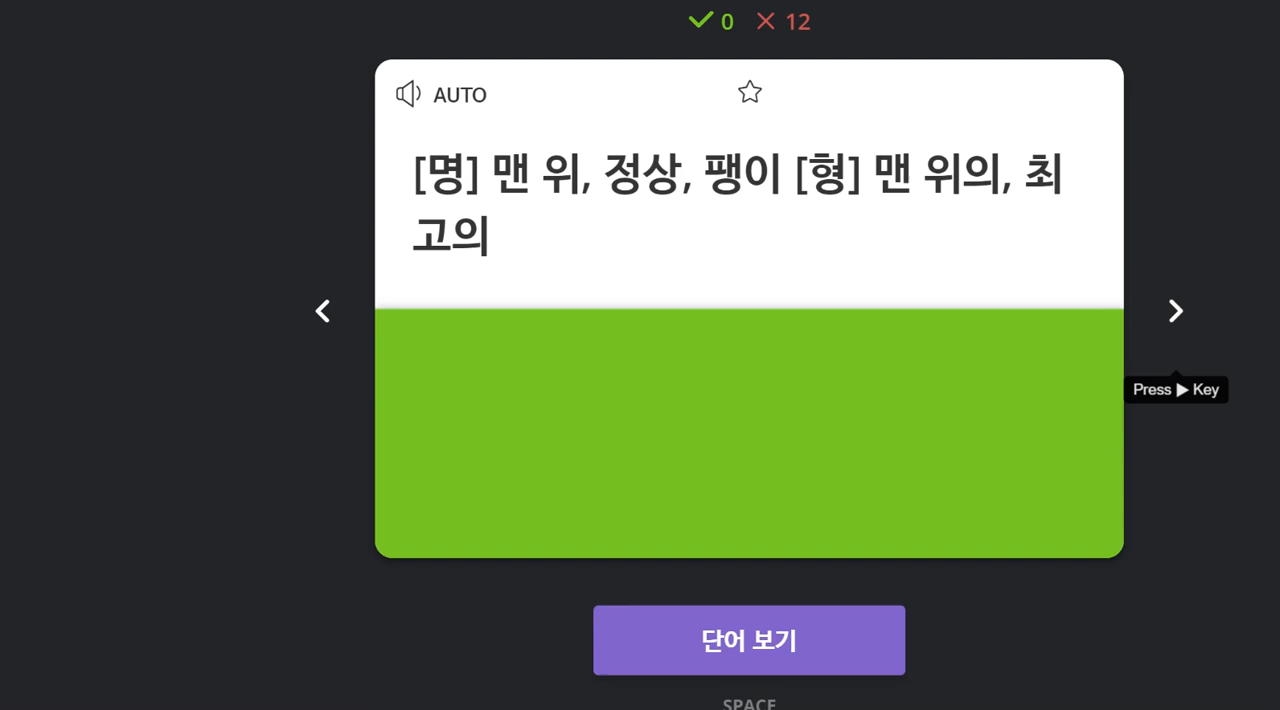 0 12
AUTO
[명] 맨 위, 정상, 팽이 [형] 맨 위의, 최
고의
Press ▶ Key
단어 보기
SPACE